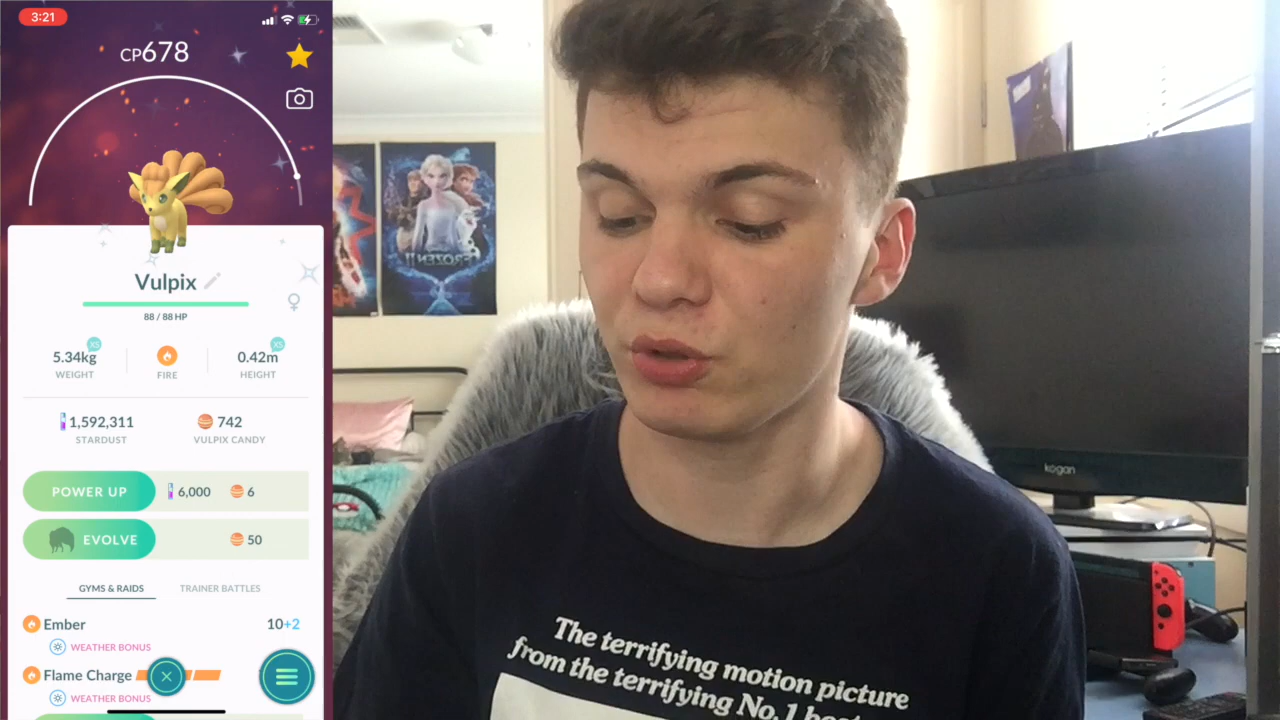 3:21
CP678
Vulpix
88 / 88 HP
XS
XS
5.34kg
0.42m
WEIGHT
FIRE
HEIGHT
1,592,311
742
STARDUST
VULPIX CANDY
POWER UP
6,000
6
EVOLVE
50
GYMS & RAIDS
TRAINER BATTLES
Ember
10+2
WEATHER BONUS
Flame Charge
WEATHER BONUS
FROZEN II
kogan
The terrifying motion picture
from the terrifying No. 1